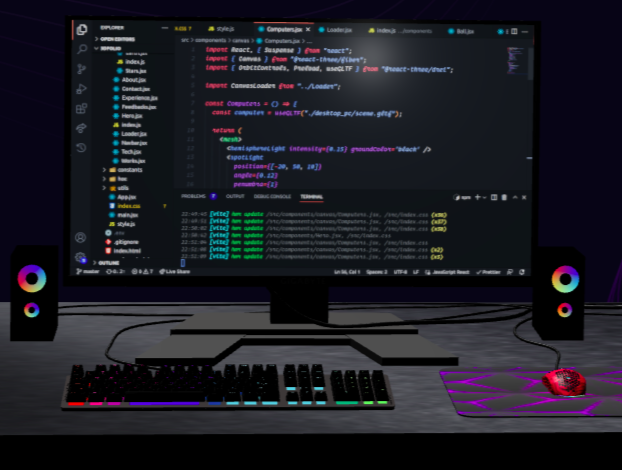 EXPLORER
OPEN EDITORS
index.js
Stars.jsx
About.jsx
Contact.jsx
Experience.jsx
Feedbacks.jsx
Hero.jsx
index.js
Loader.jsx
Navbar.jsx
Tech.jsx
Works.jsx
constants
hoc
utils
App.jsx
index.css
main.jsx
style.js
.env
.gitignore
index.html
OUTLINE
style.js
Computers.jsx
Loader.jsx
index.js .../components
Ball.jsx
src > components > canvas > Computers.jsx > ...
import React, { Suspense } from "react";
import { Canvas } from "@react-three/fiber";
import { OrbitControls, Preload, useGLTF } from "@react-three/drei";
import CanvasLoader from "../Loader";
const Computers = () => {
const computer = useGLTF("./desktop_pc/scene.gltf");
return (
<mesh>
<hemisphereLight intensity={0.15} groundColor="black" />
<spotLight
position={[-20, 50, 10]}
angle={0.12}
penumbra={1}
PROBLEMS 7 OUTPUT DEBUG CONSOLE TERMINAL
[vite] hmr update /src/components/canvas/Computers.jsx, /src/index.css
[vite] hmr update /src/components/canvas/Computers.jsx, /src/index.css
[vite] hmr update /src/components/canvas/Computers.jsx, /src/index.css
[vite] hmr update /src/components/Hero.jsx, /src/index.css
[vite] hmr update /src/components/canvas/Computers.jsx, /src/index.css
[vite] hmr update /src/components/canvas/Computers.jsx, /src/index.css (x2)
[vite] hmr update /src/components/canvas/Computers.jsx, /src/index.css
master
Live Share
Ln 56, Col 1 Spaces: 2 UTF-8 LF JavaScript React Prettier